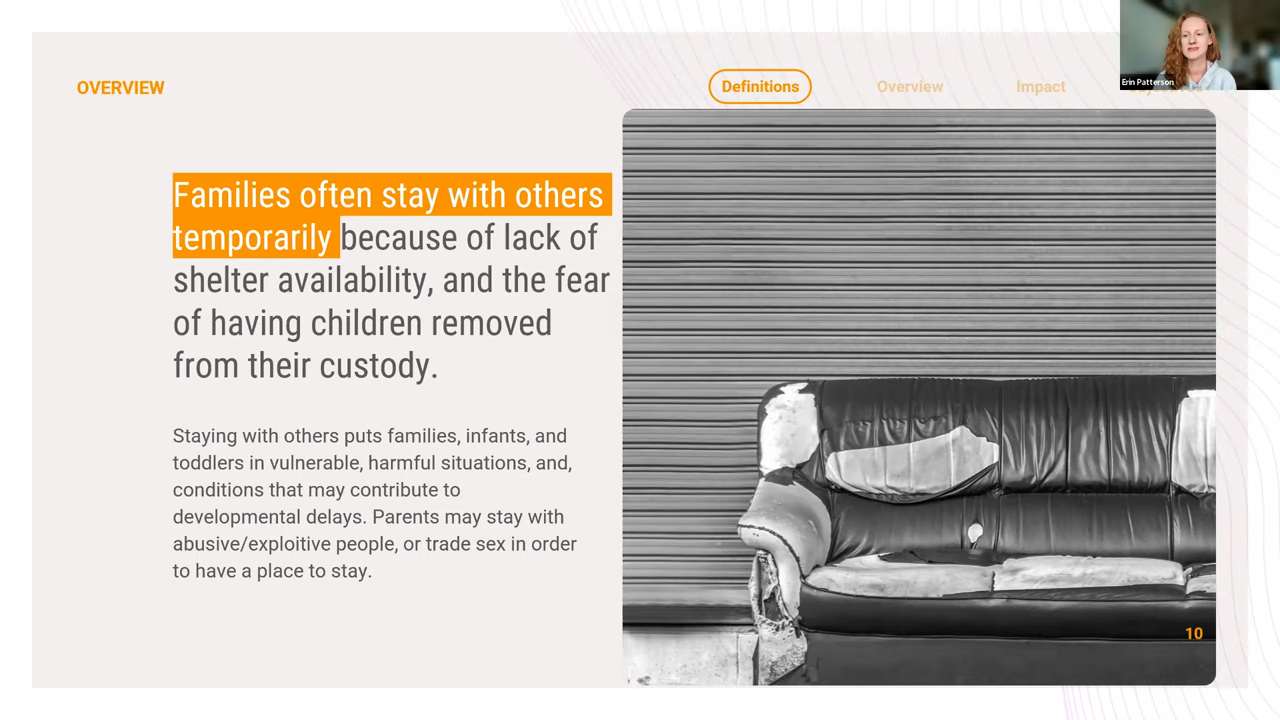 OVERVIEW
Definitions
Overview
Impact
Erin Patterson
Families often stay with others
temporarily because of lack of
shelter availability, and the fear
of having children removed
from their custody.
Staying with others puts families, infants, and
toddlers in vulnerable, harmful situations, and,
conditions that may contribute to
developmental delays. Parents may stay with
abusive/exploitive people, or trade sex in order
to have a place to stay.
10